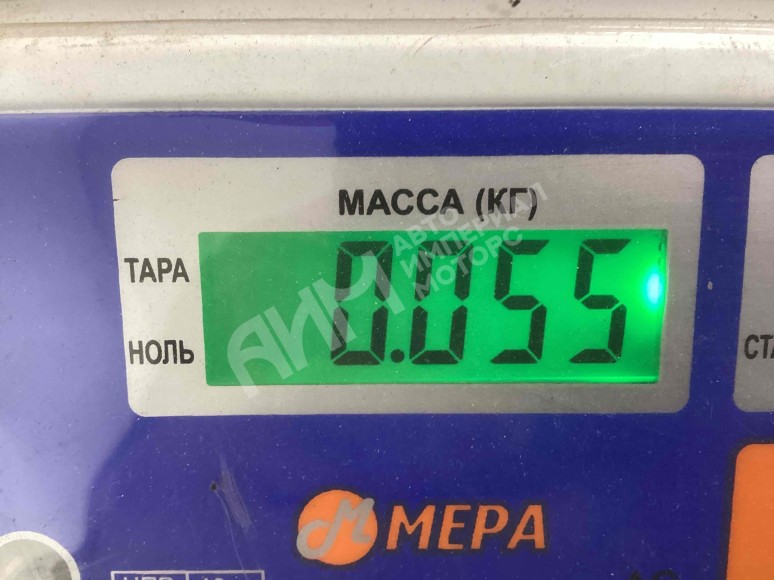 МАССА (КГ)
ТАРА
0.055
НОЛЬ
АИМ
АВТО
ИМПЕРИАЛ
МОТОРС
МЕРА